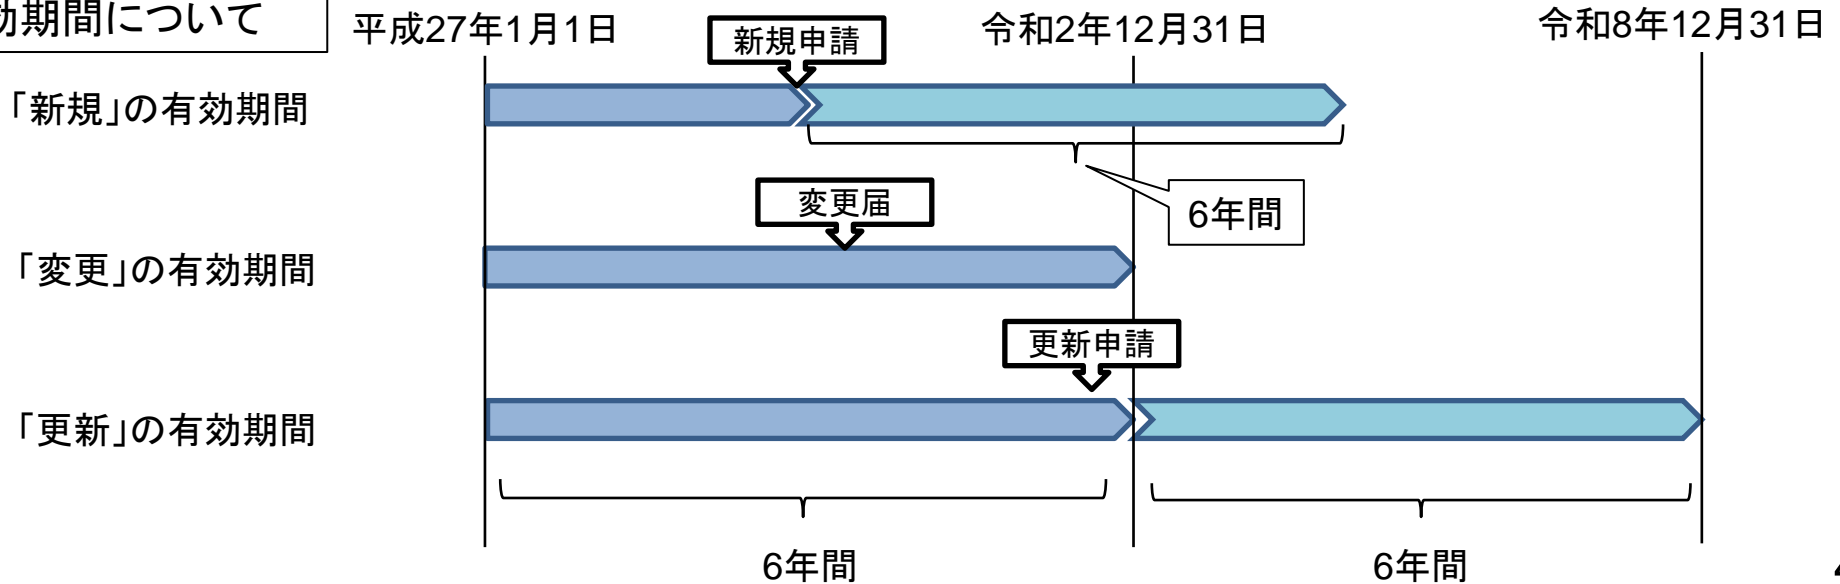 効期間について
平成27年1月1日
新規申請
令和2年12月31日
令和8年12月31日
「新規」の有効期間
6年間
変更届
「変更」の有効期間
更新申請
「更新」の有効期間
6年間
6年間